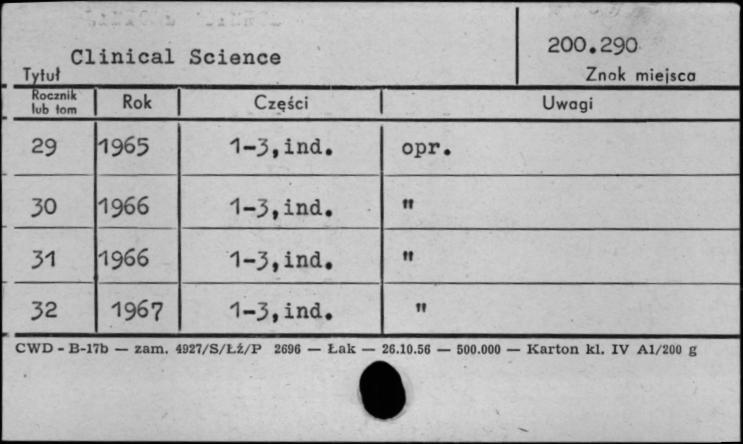 Clinical Science
200.290
Tytuł
Znak miejsca
Rocznik lub tom | Rok | Części | Uwagi
29 1965 1-3,ind. opr.
30 1966 1-3,ind. "
31 1966 1-3,ind. "
32 1967 1-3,ind. "
CWD - B-17b — zam. 4927/S/Łż/P 2696 — Łak — 26.10.56 — 500.000 — Karton kl. IV A1/200 g